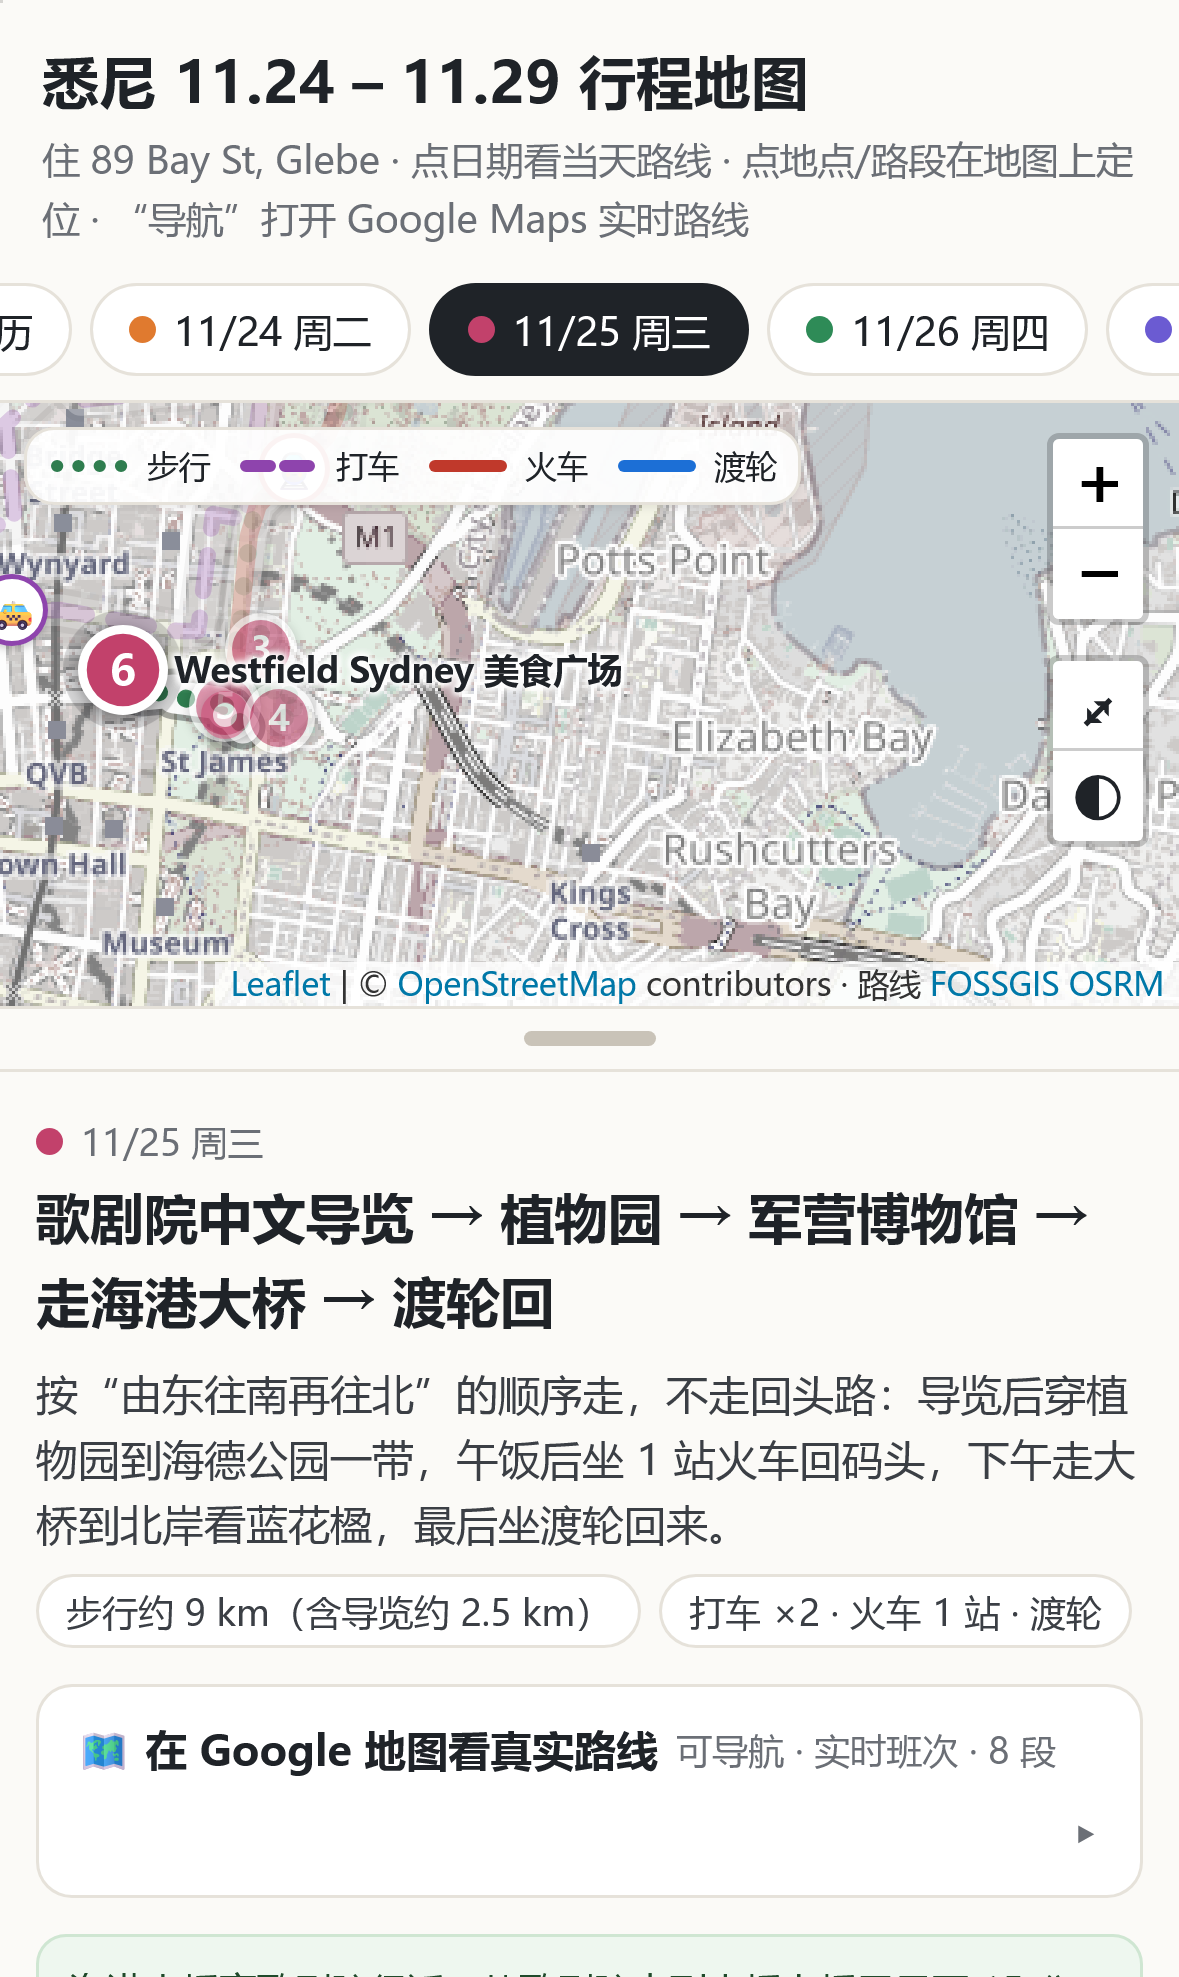 悉尼 11.24 – 11.29 行程地图
住 89 Bay St, Glebe · 点日期看当天路线 · 点地点/路段在地图上定
位 · “导航”打开 Google Maps 实时路线
历
11/24 周二
11/25 周三
11/26 周四
Island
步行
打车
火车
渡轮
M1
Potts Point
Wynyard
3
6
Westfield Sydney 美食广场
5
4
Elizabeth Bay
St James
QVB
Rushcutters
Bay
own Hall
Kings
Cross
Museum
Leaflet | © OpenStreetMap contributors · 路线 FOSSGIS OSRM
11/25 周三
歌剧院中文导览 → 植物园 → 军营博物馆 →
走海港大桥 → 渡轮回
按“由东往南再往北”的顺序走，不走回头路：导览后穿植
物园到海德公园一带，午饭后坐 1 站火车回码头，下午走大
桥到北岸看蓝花楹，最后坐渡轮回来。
步行约 9 km（含导览约 2.5 km）
打车 ×2 · 火车 1 站 · 渡轮
在 Google 地图看真实路线 可导航 · 实时班次 · 8 段